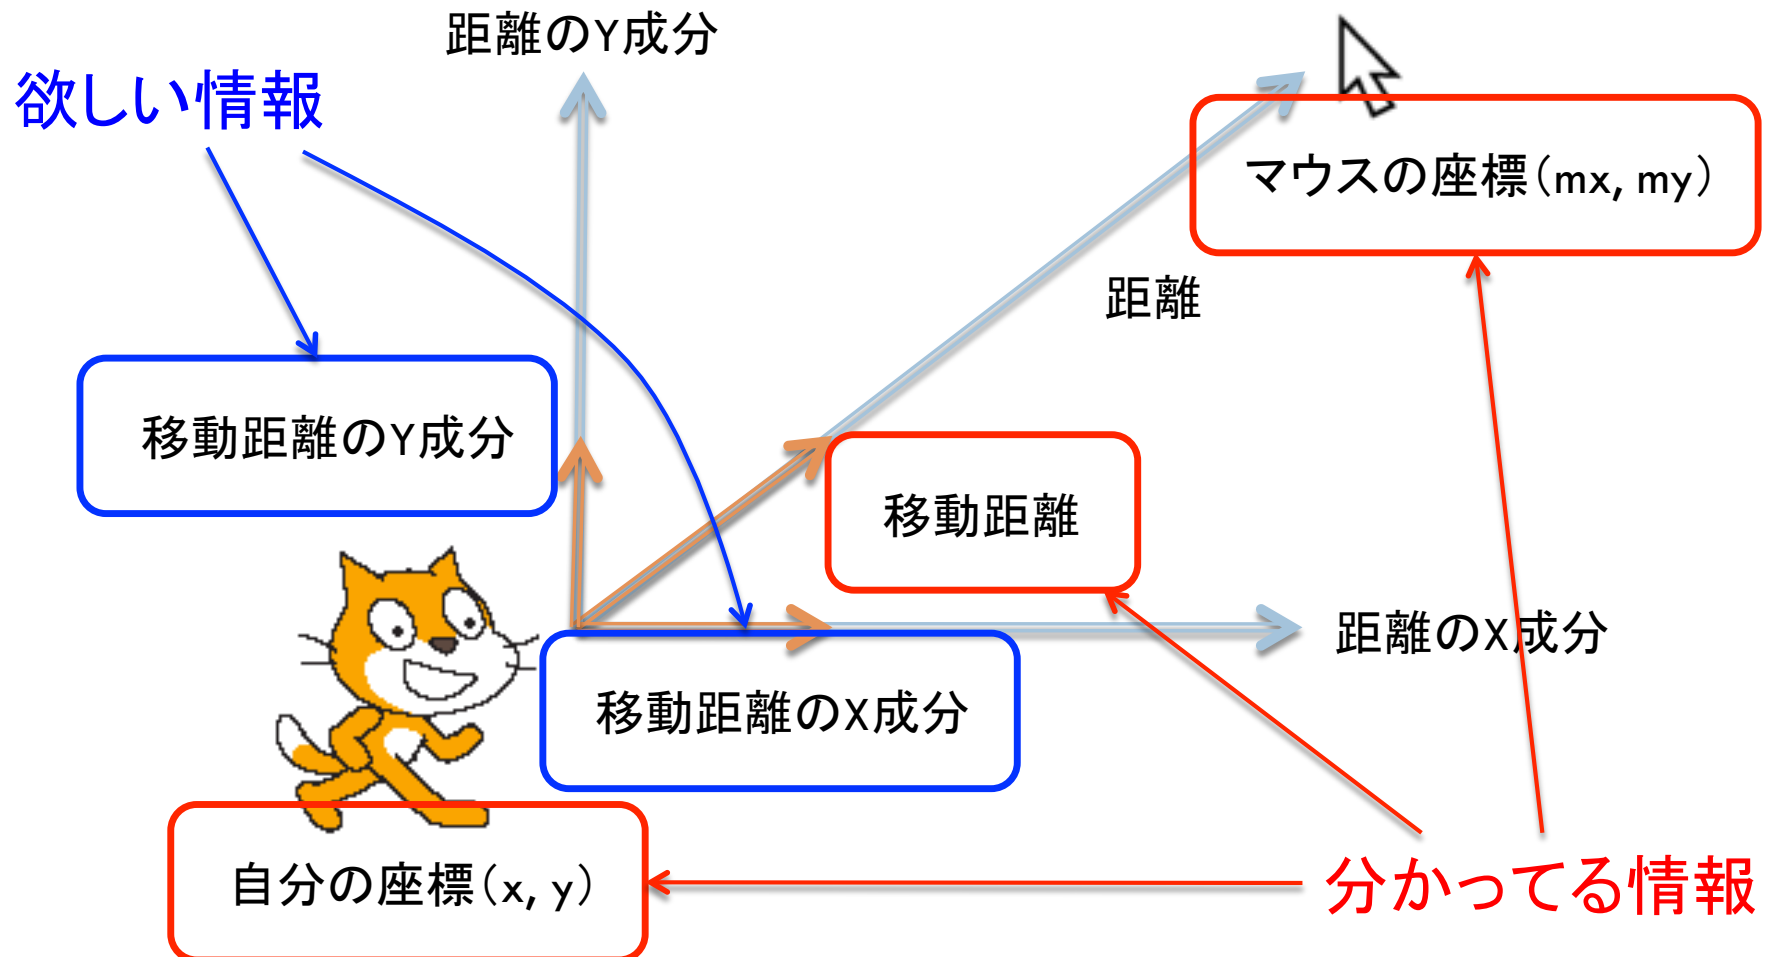 距離のY成分
欲しい情報
マウスの座標(mx, my)
距離
移動距離のY成分
移動距離
距離のX成分
移動距離のX成分
自分の座標(x, y)
分かってる情報